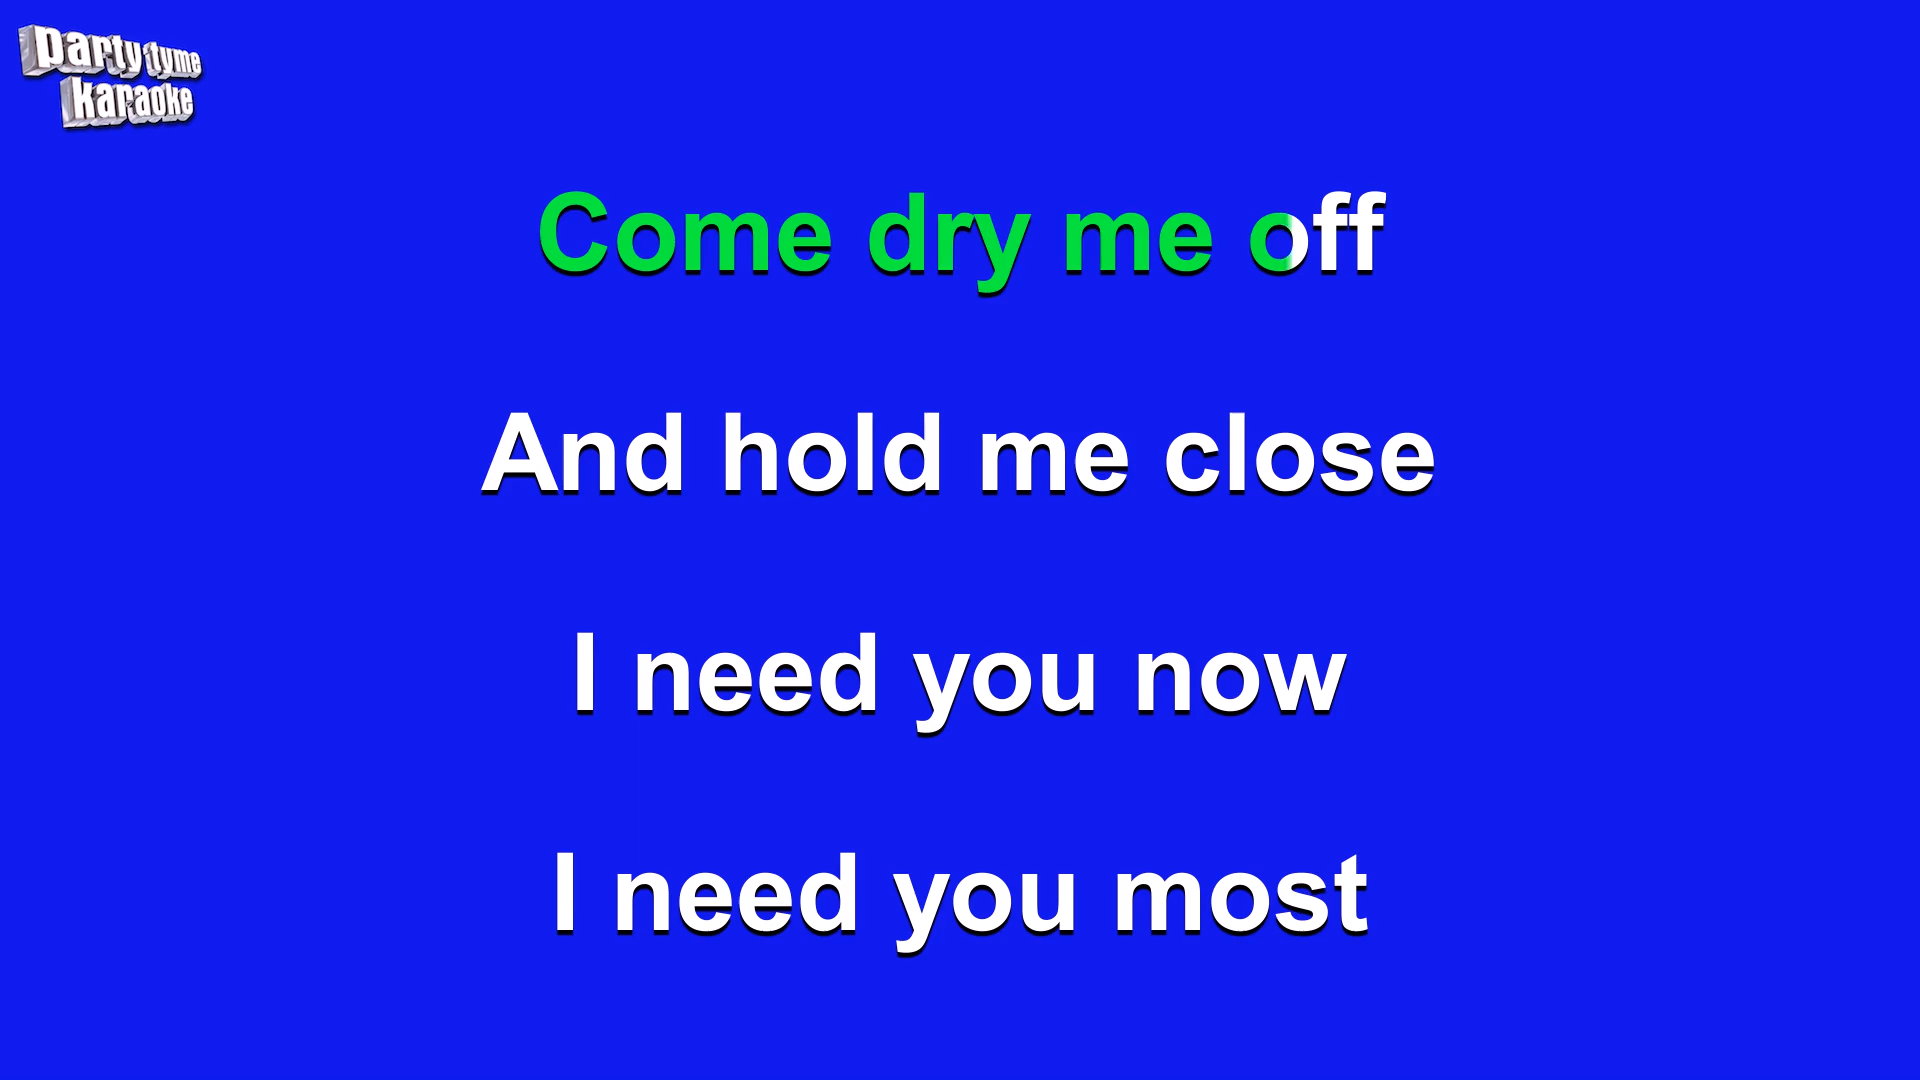 party tyme
karaoke
Come dry me off
And hold me close
I need you now
I need you most